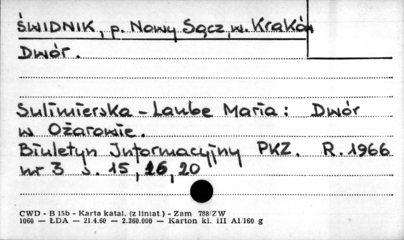 ŚWIDNIK, p. Nowy Sącz, w. Kraków
Dwór.
Sulimierska - Laube Maria: Dwór
w Ożarowie.
Biuletyn Informacyjny PKZ. R. 1966
nr 3 s. 15, 16, 20
CWD - B 15b - Karta katal. (z liniat.) - Zam 788/ZW
1060 — ŁDA — 21.4.60 — 2.360.000 — Karton kl. III A1/160 g